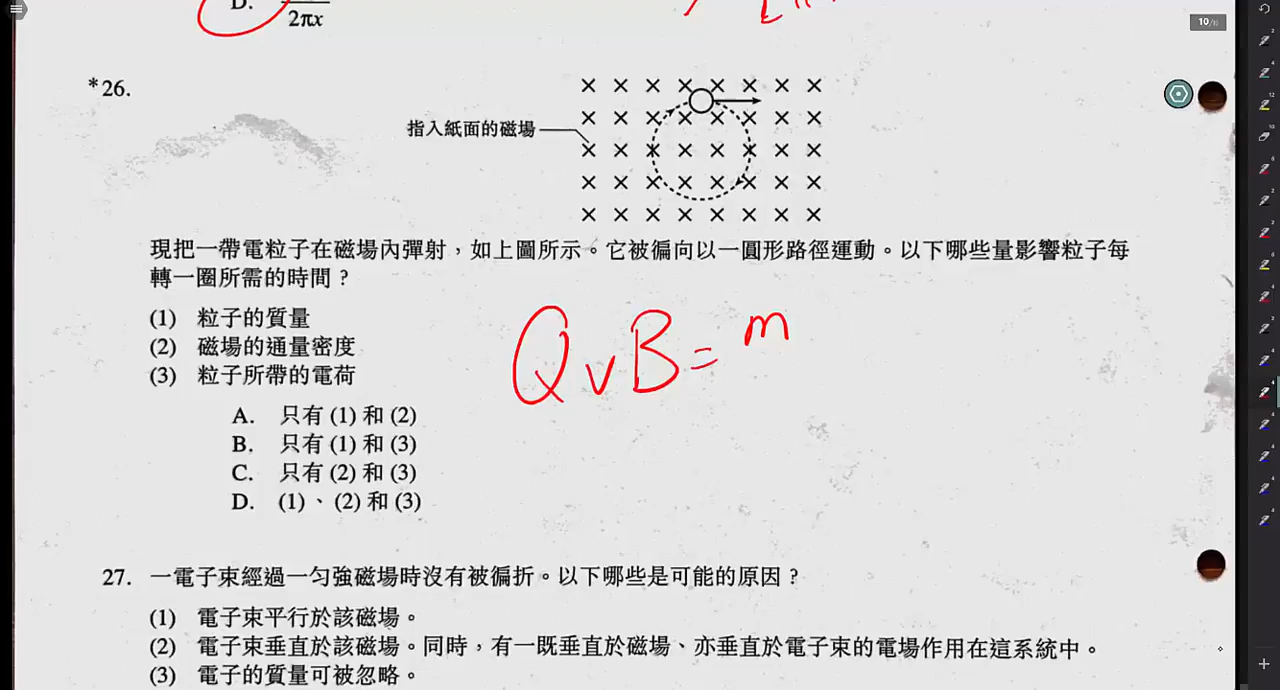 D.
2πx
10/
*26.
指入紙面的磁場
現把一帶電粒子在磁場內彈射，如上圖所示。它被偏向以一圓形路徑運動。以下哪些量影響粒子每
轉一圈所需的時間？
(1) 粒子的質量
(2) 磁場的通量密度
(3) 粒子所帶的電荷
QvB = m
A. 只有 (1) 和 (2)
B. 只有 (1) 和 (3)
C. 只有 (2) 和 (3)
D. (1)、(2) 和 (3)
27. 一電子束經過一勻強磁場時沒有被偏折。以下哪些是可能的原因？
(1) 電子束平行於該磁場。
(2) 電子束垂直於該磁場。同時，有一既垂直於磁場、亦垂直於電子束的電場作用在這系統中。
(3) 電子的質量可被忽略。